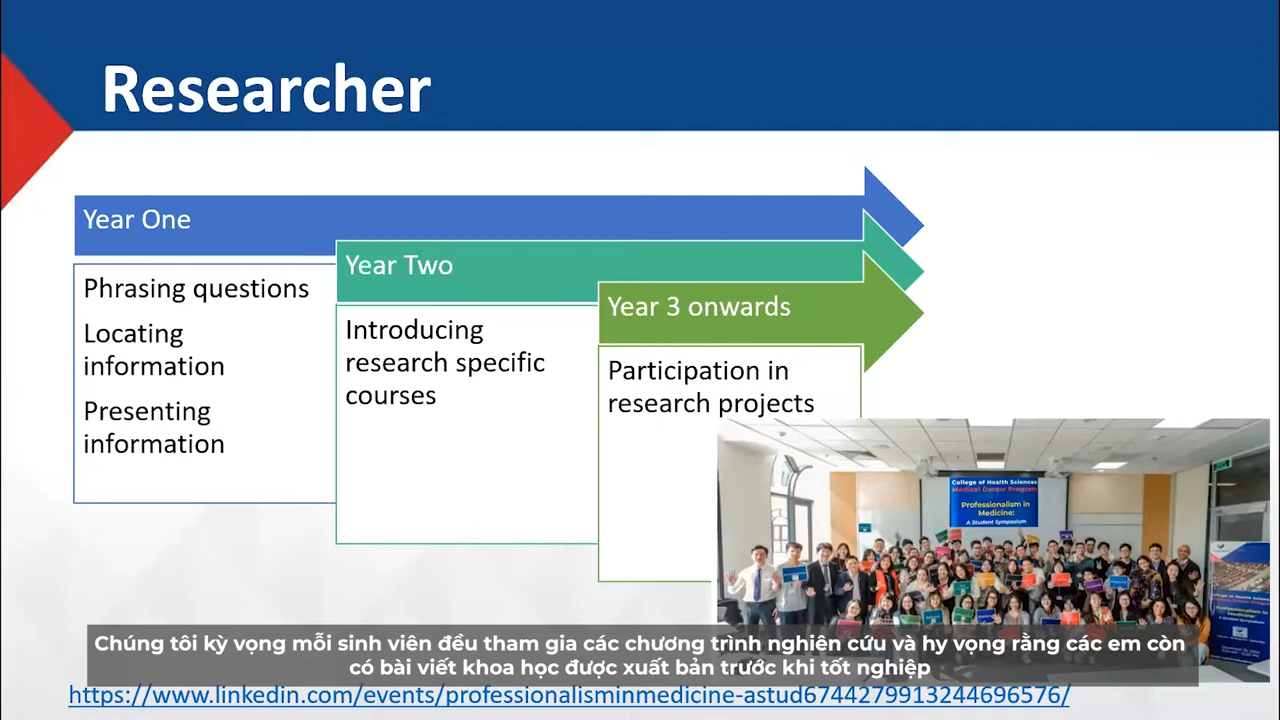 Researcher
Year One
Phrasing questions
Locating
information
Presenting
information
Year Two
Introducing
research specific
courses
Year 3 onwards
Participation in
research projects
College of Health Sciences
Medical Doctor Program
Professionalism in
Medicine:
A Student Symposium
Chúng tôi kỳ vọng mỗi sinh viên đều tham gia các chương trình nghiên cứu và hy vọng rằng các em còn
có bài viết khoa học được xuất bản trước khi tốt nghiệp
https://www.linkedin.com/events/professionalisminmedicine-astud6744279913244696576/